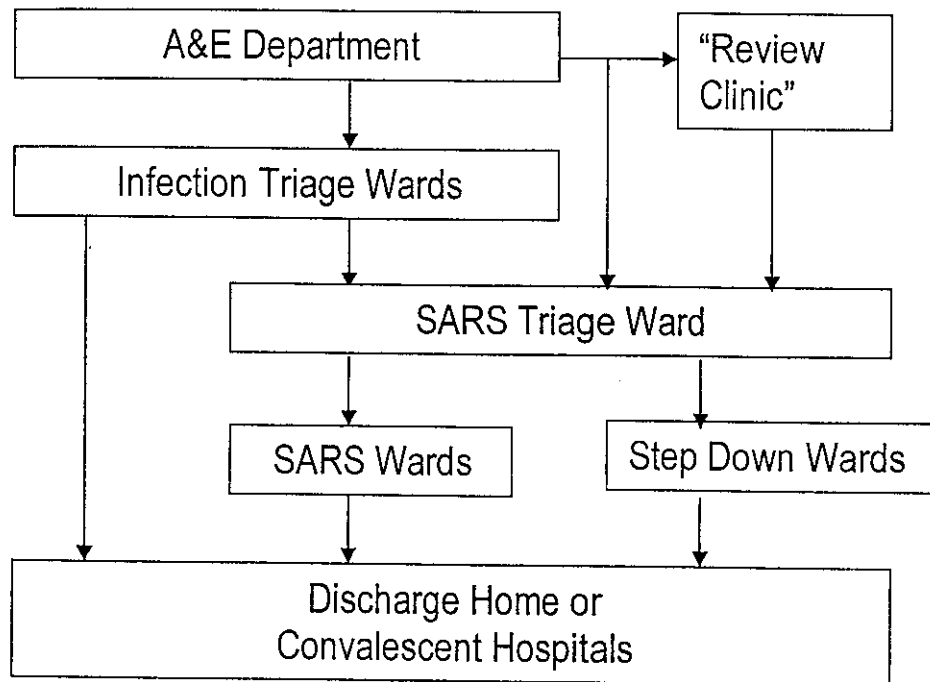 A&E Department
“Review
Clinic”
Infection Triage Wards
SARS Triage Ward
SARS Wards
Step Down Wards
Discharge Home or
Convalescent Hospitals